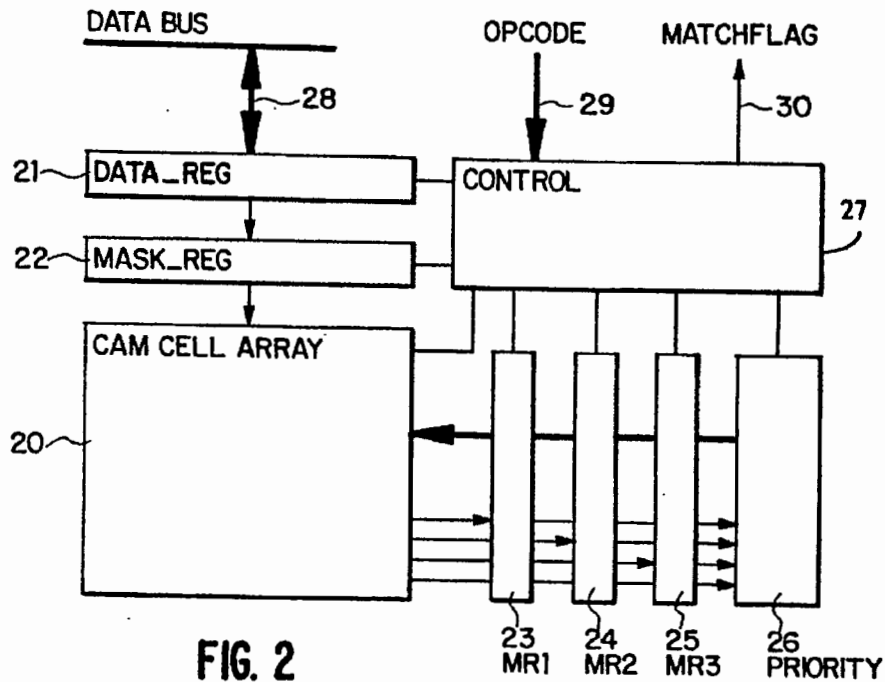 DATA BUS
OPCODE
MATCHFLAG
28
29
30
21
DATA_REG
CONTROL
27
22
MASK_REG
CAM CELL ARRAY
20
23
MR1
24
MR2
25
MR3
26
PRIORITY
FIG. 2